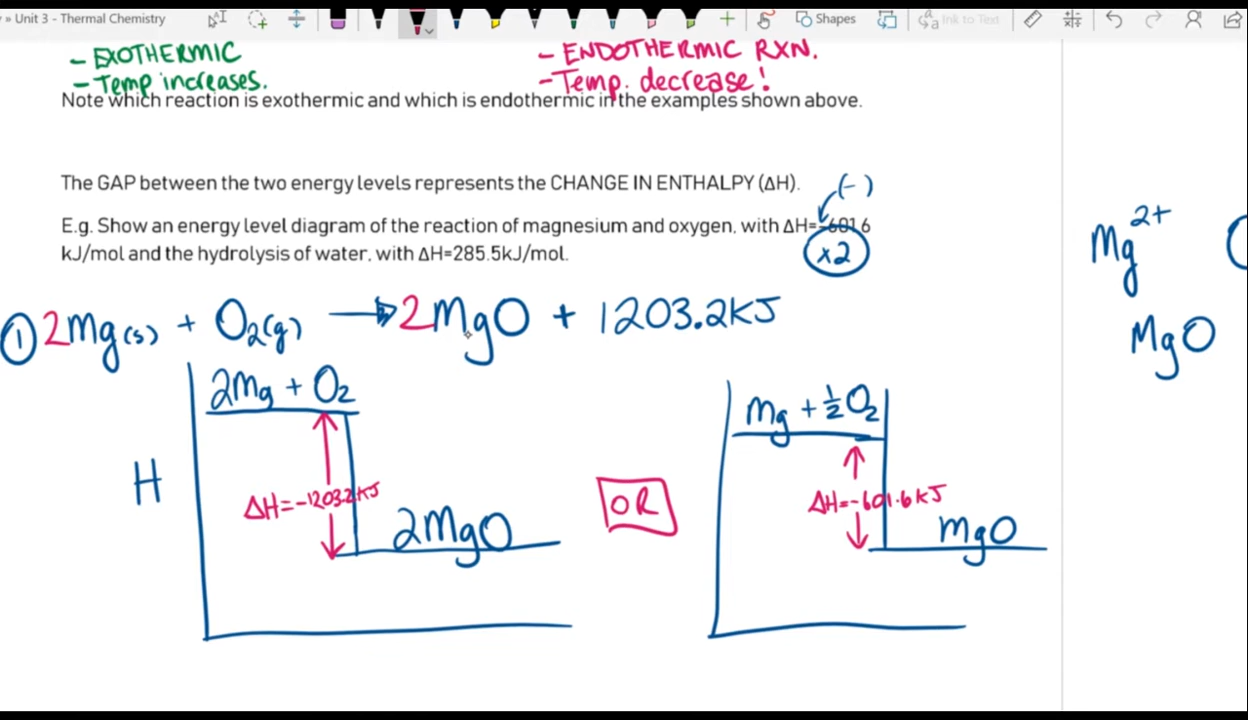 » Unit 3 - Thermal Chemistry
Shapes
Ink to Text
- EXOTHERMIC
- Temp increases.
- ENDOTHERMIC RXN.
- Temp. decrease!
Note which reaction is exothermic and which is endothermic in the examples shown above.
The GAP between the two energy levels represents the CHANGE IN ENTHALPY (ΔH).
(-)
E.g. Show an energy level diagram of the reaction of magnesium and oxygen, with ΔH=-601.6
kJ/mol and the hydrolysis of water, with ΔH=285.5kJ/mol.
x2
① 2Mg(s) + O₂(g) → 2MgO + 1203.2KJ
Mg²⁺
MgO
2Mg + O₂
H
ΔH=-1203.2KJ
2MgO
OR
Mg + ½O₂
ΔH=-601.6KJ
MgO